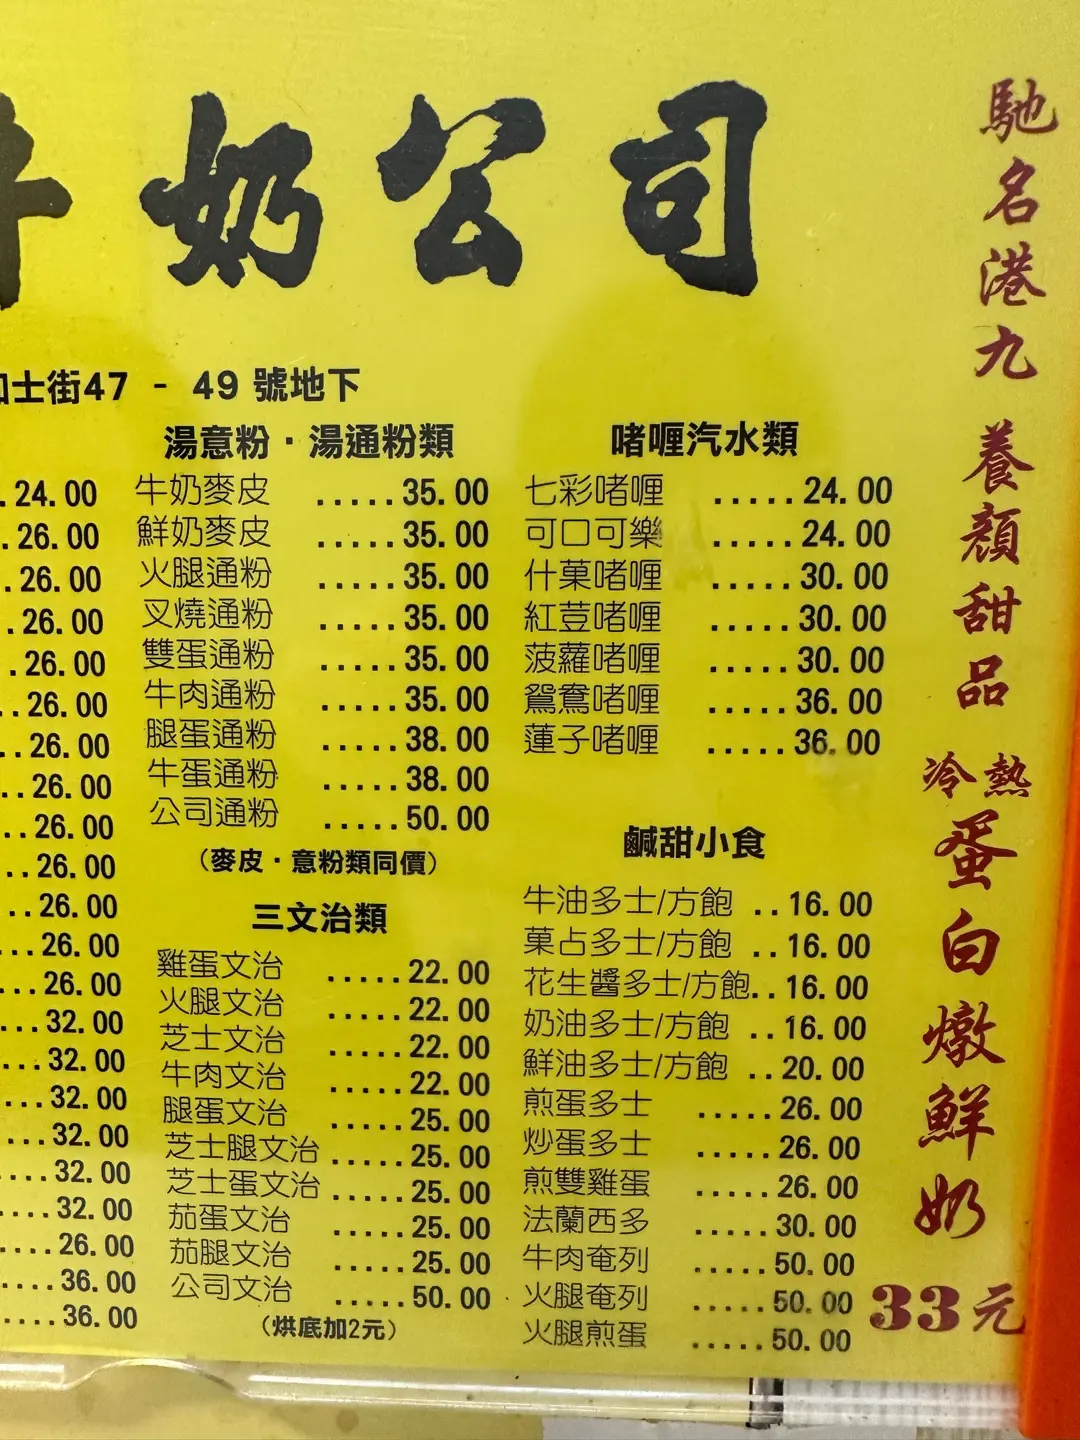 牛奶公司
士街47 - 49 號地下
24.00
26.00
26.00
26.00
26.00
26.00
26.00
26.00
26.00
26.00
26.00
26.00
26.00
32.00
32.00
32.00
32.00
32.00
32.00
26.00
36.00
36.00
湯意粉·湯通粉類
牛奶麥皮 .....35.00
鮮奶麥皮 .....35.00
火腿通粉 .....35.00
叉燒通粉 .....35.00
雙蛋通粉 .....35.00
牛肉通粉 .....35.00
腿蛋通粉 .....38.00
牛蛋通粉 .....38.00
公司通粉 .....50.00
(麥皮·意粉類同價)
三文治類
雞蛋文治 .....22.00
火腿文治 .....22.00
芝士文治 .....22.00
牛肉文治 .....22.00
腿蛋文治 .....25.00
芝士腿文治 .....25.00
芝士蛋文治 .....25.00
茄蛋文治 .....25.00
茄腿文治 .....25.00
公司文治 .....50.00
(烘底加2元)
啫喱汽水類
七彩啫喱 .....24.00
可口可樂 .....24.00
什菓啫喱 .....30.00
紅荳啫喱 .....30.00
菠蘿啫喱 .....30.00
鴛鴦啫喱 .....36.00
蓮子啫喱 .....36.00
鹹甜小食
牛油多士/方飽 ..16.00
菓占多士/方飽 ..16.00
花生醬多士/方飽..16.00
奶油多士/方飽 ..16.00
鮮油多士/方飽 ..20.00
煎蛋多士 .....26.00
炒蛋多士 .....26.00
煎雙雞蛋 .....26.00
法蘭西多 .....30.00
牛肉奄列 .....50.00
火腿奄列 .....50.00
火腿煎蛋 .....50.00
馳名港九
養顏甜品
冷熱
蛋白燉鮮奶
33元